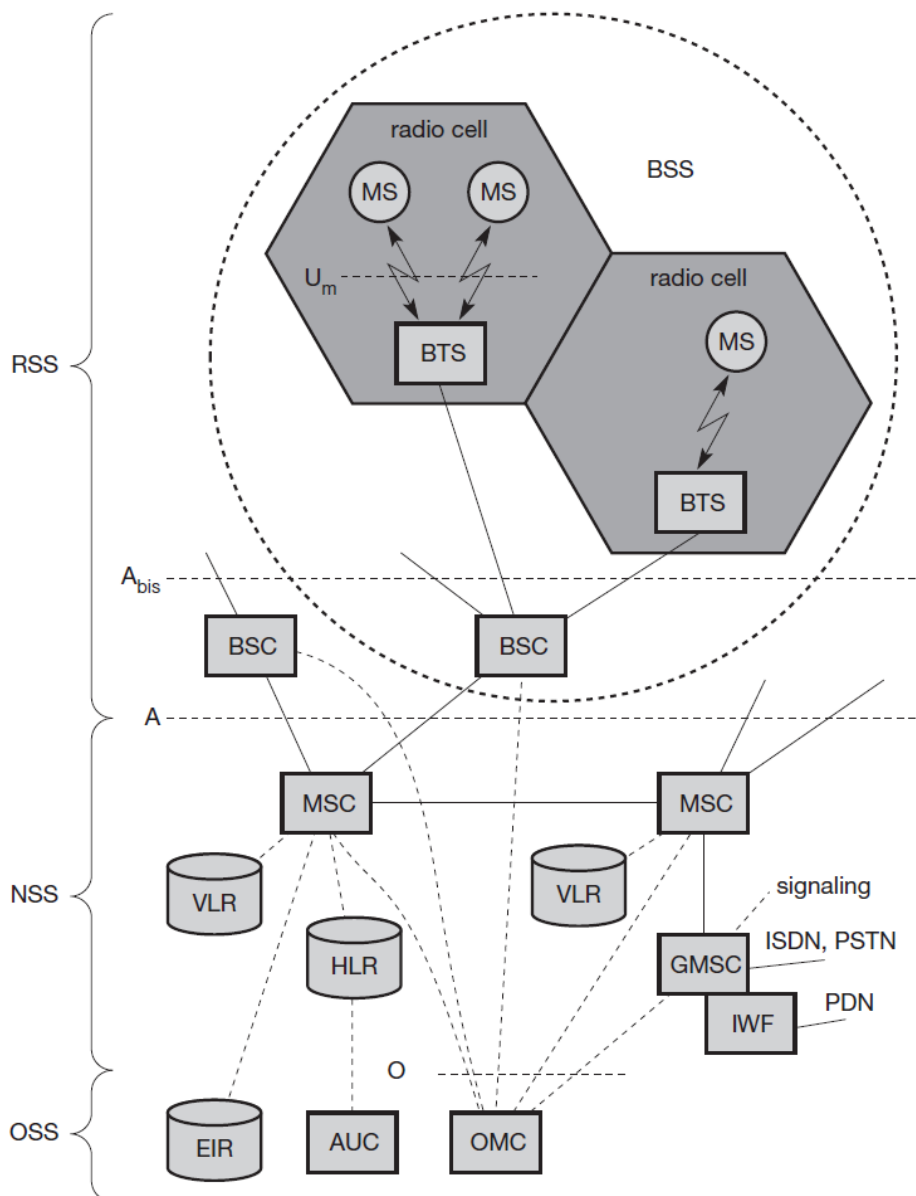 radio cell
BSS
MS
MS
radio cell
Um
MS
BTS
RSS
BTS
Abis
BSC
BSC
A
MSC
MSC
VLR
VLR
signaling
NSS
HLR
GMSC
ISDN, PSTN
IWF
PDN
O
OSS
EIR
AUC
OMC